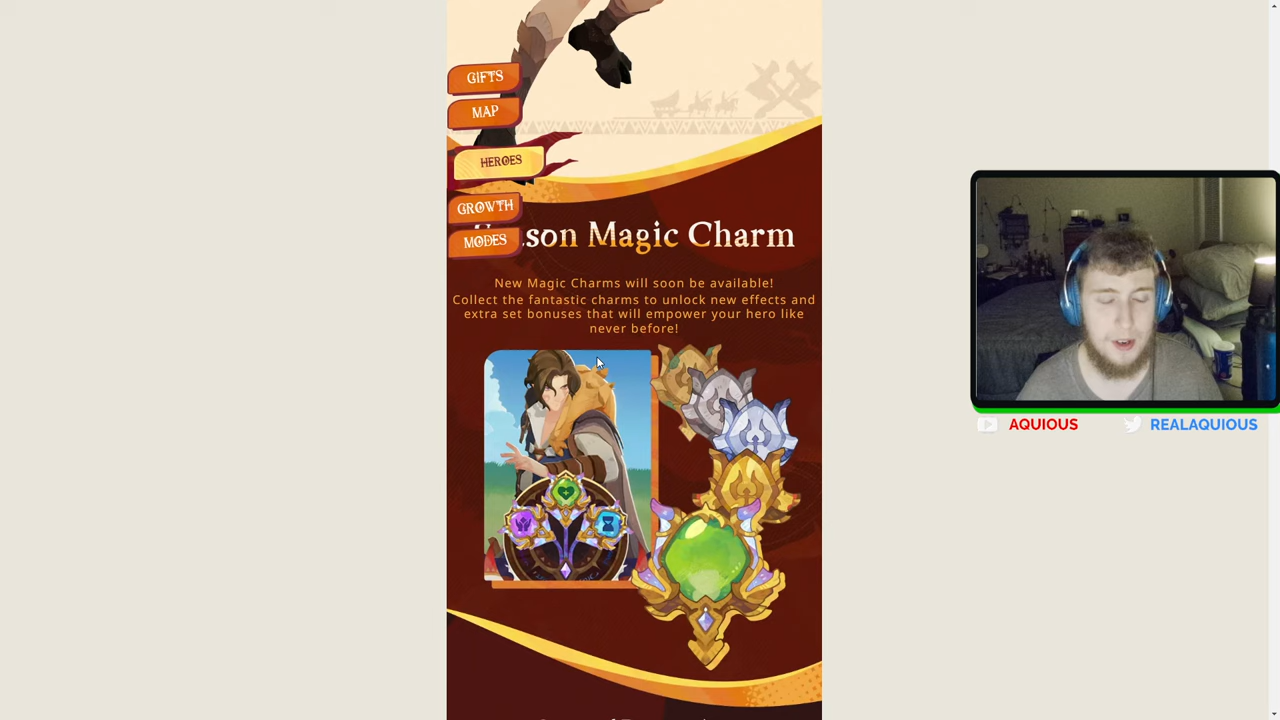 GIFTS
MAP
HEROES
GROWTH
MODES
son Magic Charm
New Magic Charms will soon be available!
Collect the fantastic charms to unlock new effects and
extra set bonuses that will empower your hero like
never before!
AQUIOUS
REALAQUIOUS